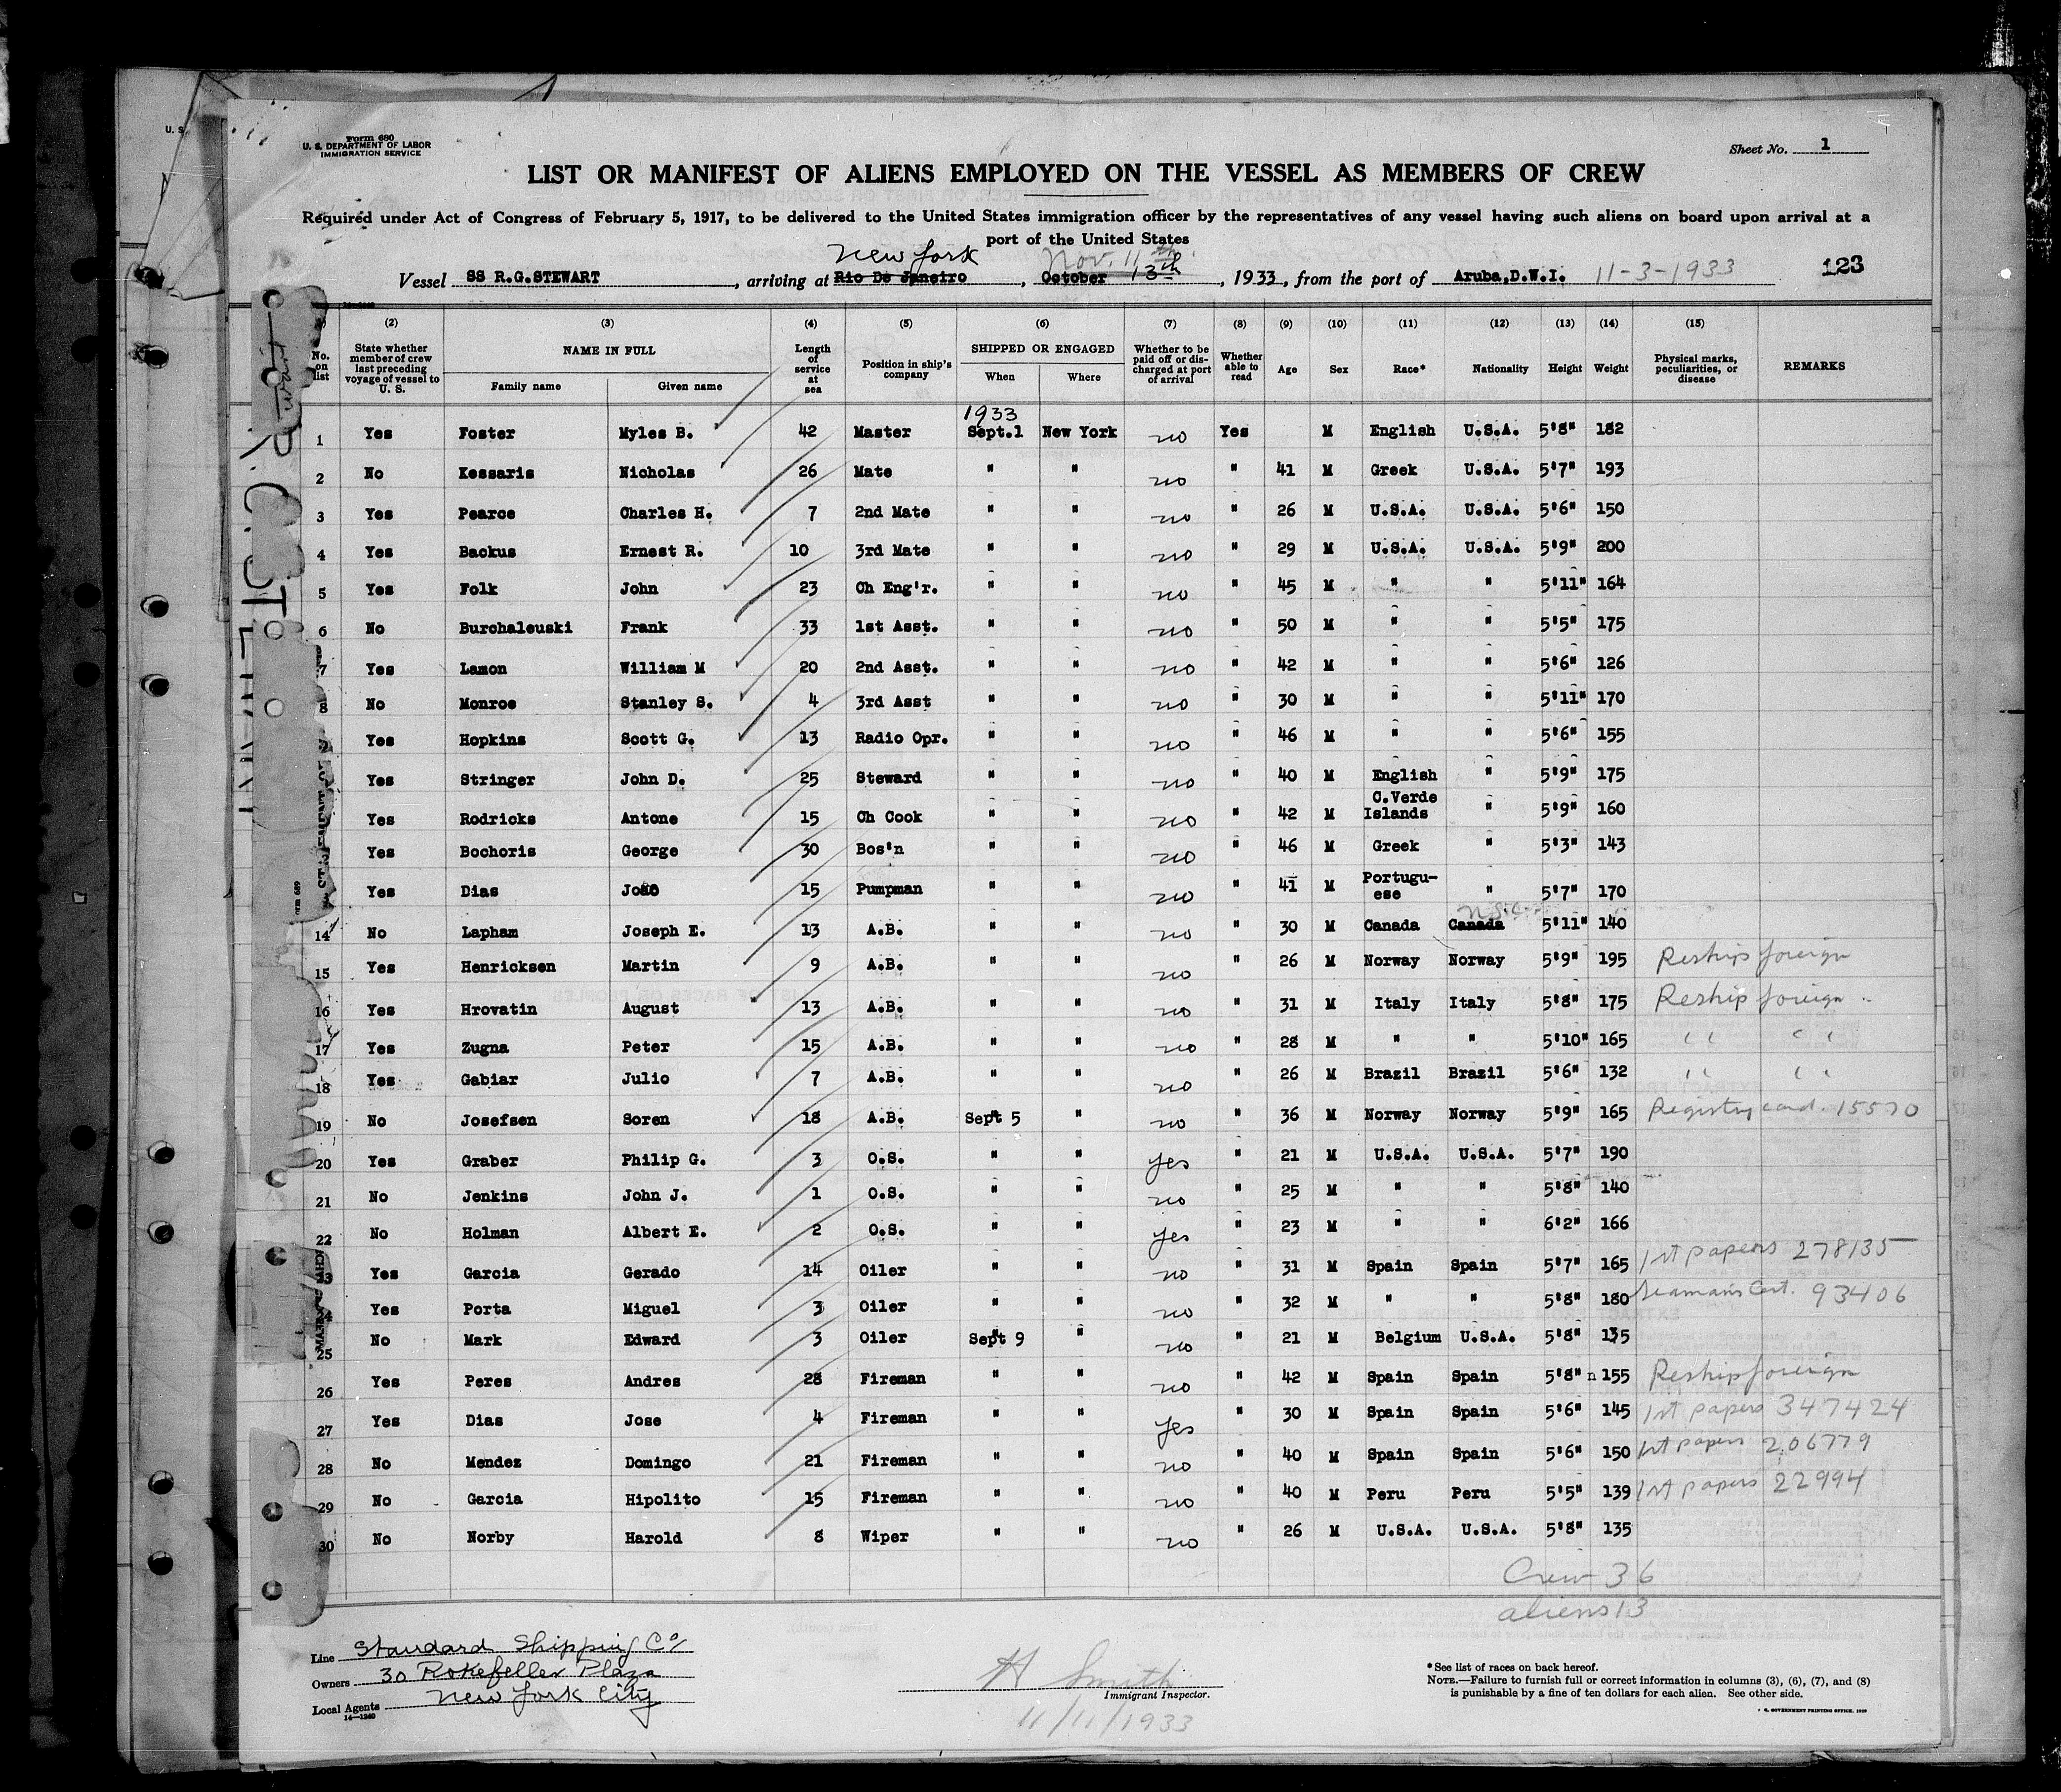 U. S.
Form 680
U. S. DEPARTMENT OF LABOR
IMMIGRATION SERVICE
Sheet No. 1
LIST OR MANIFEST OF ALIENS EMPLOYED ON THE VESSEL AS MEMBERS OF CREW
Required under Act of Congress of February 5, 1917, to be delivered to the United States immigration officer by the representatives of any vessel having such aliens on board upon arrival at a
port of the United States
New York Nov. 11th
Vessel SS R.G.STEWART, arriving at Rio De Janeiro, October 13th, 1933, from the port of Aruba,D.W.I. 11-3-1933 123
(2) (3) (4) (5) (6) (7) (8) (9) (10) (11) (12) (13) (14) (15)
No. on list State whether member of crew last preceding voyage of vessel to U. S. NAME IN FULL Family name Given name Length of service at sea Position in ship's company SHIPPED OR ENGAGED When Where Whether to be paid off or discharged at port of arrival Whether able to read Age Sex Race* Nationality Height Weight Physical marks, peculiarities, or disease REMARKS
1933
1 Yes Foster Myles B. 42 Master Sept.1 New York no Yes M English U.S.A. 5'8" 182
2 No Kessaris Nicholas 26 Mate " " no " 41 M Greek U.S.A. 5'7" 193
3 Yes Pearce Charles H. 7 2nd Mate " " no " 26 M U.S.A. U.S.A. 5'6" 150
4 Yes Backus Ernest R. 10 3rd Mate " " no " 29 M U.S.A. U.S.A. 5'9" 200
5 Yes Folk John 23 Ch Eng'r. " " no " 45 M " " 5'11" 164
6 No Burchaleuski Frank 33 1st Asst. " " no " 50 M " " 5'5" 175
7 Yes Lamon William M 20 2nd Asst. " " no " 42 M " " 5'6" 126
8 No Monroe Stanley S. 4 3rd Asst " " no " 30 M " " 5'11" 170
Yes Hopkins Scott G. 13 Radio Opr. " " no " 46 M " " 5'6" 155
Yes Stringer John D. 25 Steward " " no " 40 M English " 5'9" 175
Yes Rodricks Antone 15 Ch Cook " " no " 42 M C.Verde Islands " 5'9" 160
Yes Bochoris George 30 Bos'n " " no " 46 M Greek " 5'3" 143
Yes Dias Joao 15 Pumpman " " no " 41 M Portugu-ese " 5'7" 170
14 No Lapham Joseph E. 13 A.B. " " no " 30 M Canada Canada 5'11" 140
15 Yes Henricksen Martin 9 A.B. " " no " 26 M Norway Norway 5'9" 195 Reship foreign
16 Yes Hrovatin August 13 A.B. " " no " 31 M Italy Italy 5'8" 175 Reship foreign
17 Yes Zugna Peter 15 A.B. " " no " 28 M " " 5'10" 165 " "
18 Yes Gabiar Julio 7 A.B. " " no " 26 M Brazil Brazil 5'6" 132 " "
19 No Josefsen Soren 18 A.B. Sept 5 " no " 36 M Norway Norway 5'9" 165 Registry card. 15570
20 Yes Graber Philip G. 3 O.S. " " yes " 21 M U.S.A. U.S.A. 5'7" 190
21 No Jenkins John J. 1 O.S. " " no " 25 M " " 5'8" 140
22 No Holman Albert E. 2 O.S. " " yes " 23 M " " 6'2" 166
3 Yes Garcia Gerado 14 Oiler " " no " 31 M Spain Spain 5'7" 165 1st papers 278135
4 Yes Porta Miguel 3 Oiler " " no " 32 M " " 5'8" 180 Seaman's Cert. 93406
25 No Mark Edward 3 Oiler Sept 9 " no " 21 M Belgium U.S.A. 5'8" 135
26 Yes Peres Andres 28 Fireman " " no " 42 M Spain Spain 5'8" n 155 Reship foreign
27 Yes Dias Jose 4 Fireman " " yes " 30 M Spain Spain 5'6" 145 1st papers 347424
28 No Mendez Domingo 21 Fireman " " no " 40 M Spain Spain 5'6" 150 1st papers 206779
29 No Garcia Hipolito 15 Fireman " " no " 40 M Peru Peru 5'5" 139 1st papers 22994
30 No Norby Harold 8 Wiper " " no " 26 M U.S.A. U.S.A. 5'8" 135
Crew 36
aliens 13
Line Standard Shipping Co/
Owners 30 Rokefeller Plaza
Local Agents New York City
14—1240
H Smith
Immigrant Inspector.
11/11/1933
*See list of races on back hereof.
NOTE.—Failure to furnish full or correct information in columns (3), (6), (7), and (8)
is punishable by a fine of ten dollars for each alien. See other side.